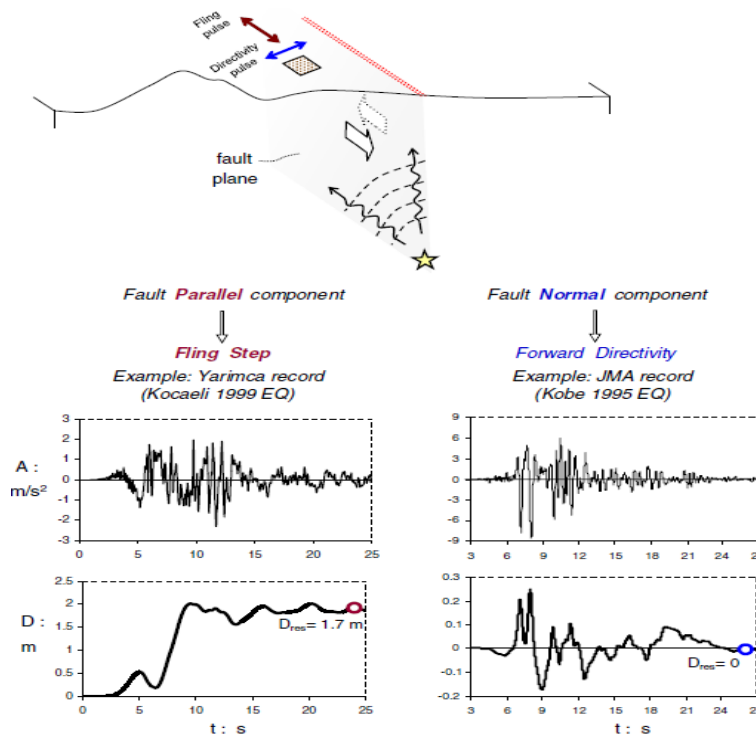 Fling
pulse
Directivity
pulse
fault
plane
Fault Parallel component
Fling Step
Example: Yarimca record
(Kocaeli 1999 EQ)
A :
m/s²
3
2
1
0
-1
-2
-3
0 5 10 15 20 25
D :
m
2.5
2
1.5
1
0.5
0
Dres= 1.7 m
0 5 10 15 20 25
t : s
Fault Normal component
Forward Directivity
Example: JMA record
(Kobe 1995 EQ)
9
6
3
0
-3
-6
-9
3 6 9 12 15 18 21 24 27
0.3
0.2
0.1
0
-0.1
-0.2
Dres= 0
3 6 9 12 15 18 21 24 27
t : s